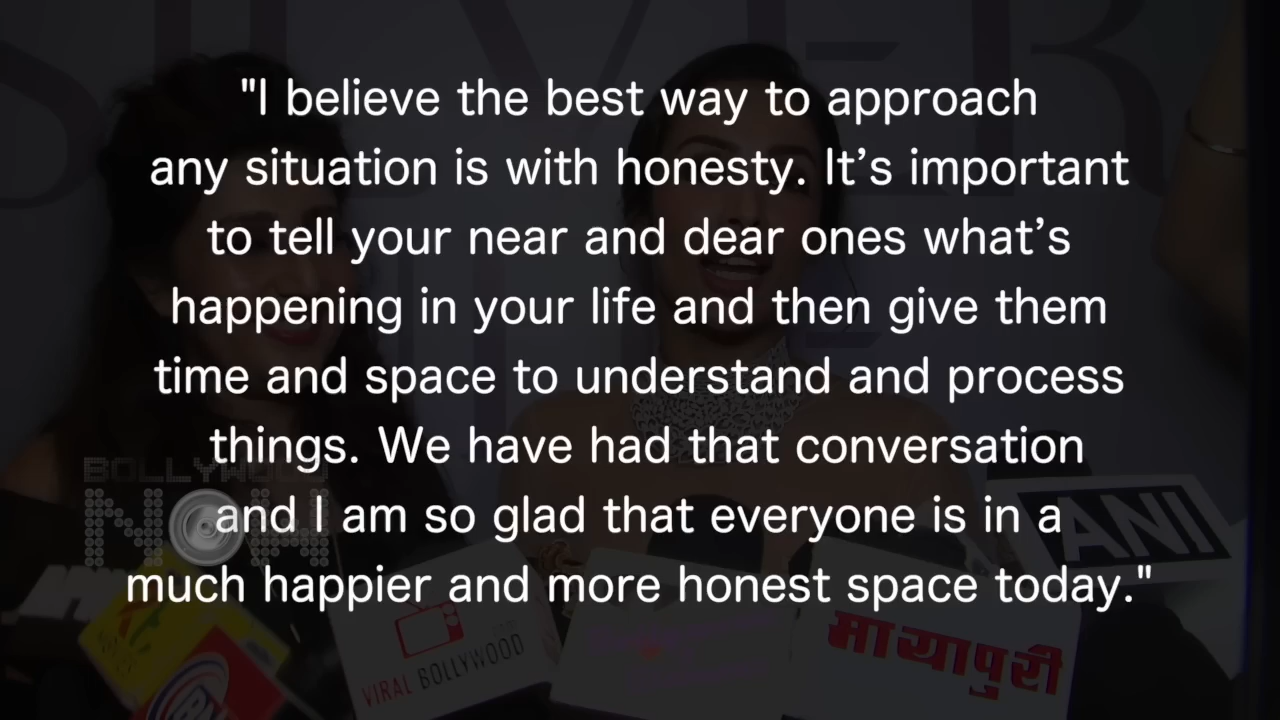 SILVER
"I believe the best way to approach
any situation is with honesty. It’s important
to tell your near and dear ones what’s
happening in your life and then give them
time and space to understand and process
things. We have had that conversation
and I am so glad that everyone is in a
much happier and more honest space today."
BOLLYWOOD
NOW
ANI
VIRAL BOLLYWOOD
मायापुरी